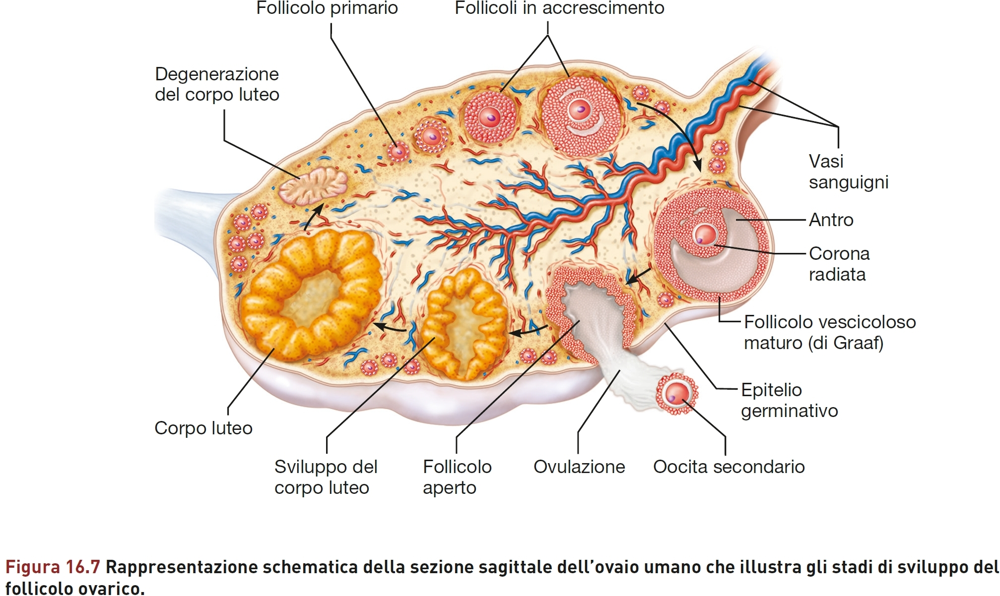 Follicolo primario
Follicoli in accrescimento
Degenerazione
del corpo luteo
Vasi
sanguigni
Antro
Corona
radiata
Follicolo vescicoloso
maturo (di Graaf)
Epitelio
germinativo
Corpo luteo
Sviluppo del
corpo luteo
Follicolo
aperto
Ovulazione
Oocita secondario
Figura 16.7 Rappresentazione schematica della sezione sagittale dell’ovaio umano che illustra gli stadi di sviluppo del
follicolo ovarico.